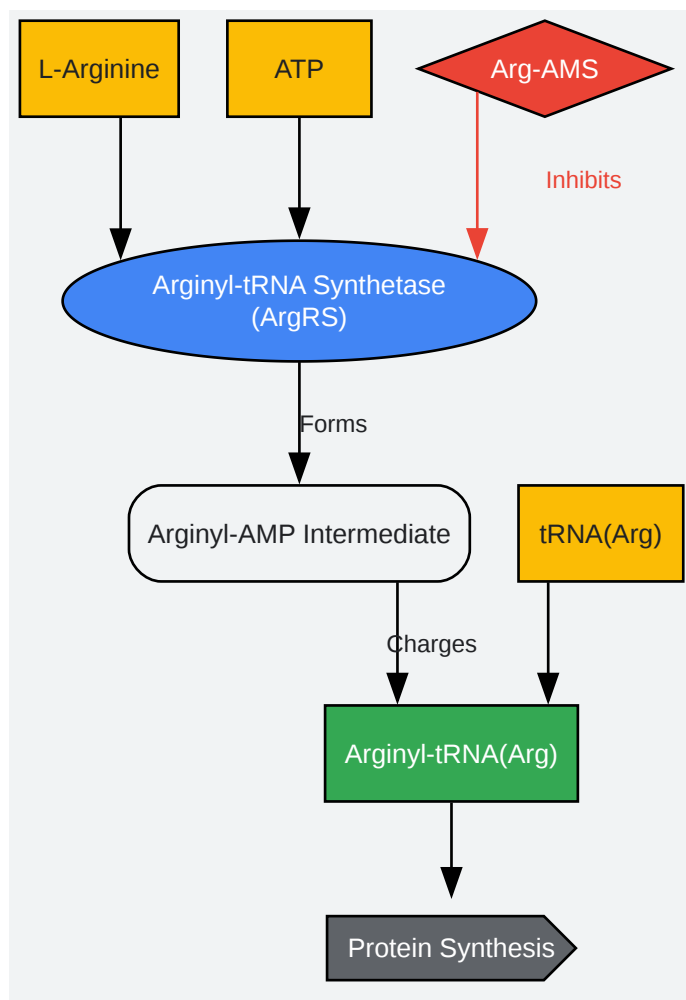 L-Arginine
ATP
Arg-AMS
Inhibits
Arginyl-tRNA Synthetase
(ArgRS)
Forms
Arginyl-AMP Intermediate
tRNA(Arg)
Charges
Arginyl-tRNA(Arg)
Protein Synthesis